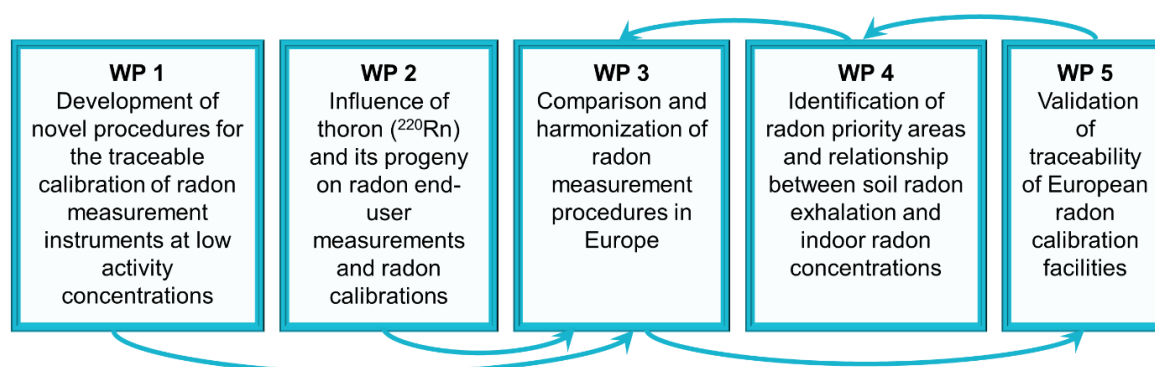 WP 1
Development of
novel procedures for
the traceable
calibration of radon
measurement
instruments at low
activity
concentrations
WP 2
Influence of
thoron (²²⁰Rn)
and its progeny
on radon end-
user
measurements
and radon
calibrations
WP 3
Comparison and
harmonization of
radon
measurement
procedures in
Europe
WP 4
Identification of
radon priority areas
and relationship
between soil radon
exhalation and
indoor radon
concentrations
WP 5
Validation
of
traceability
of European
radon
calibration
facilities